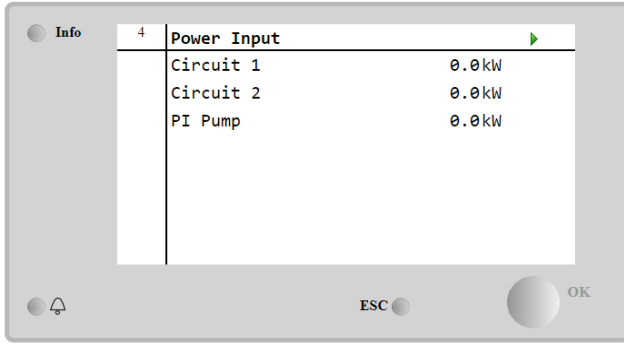 Info
4 Power Input
Circuit 1 0.0kW
Circuit 2 0.0kW
PI Pump 0.0kW
ESC
OK